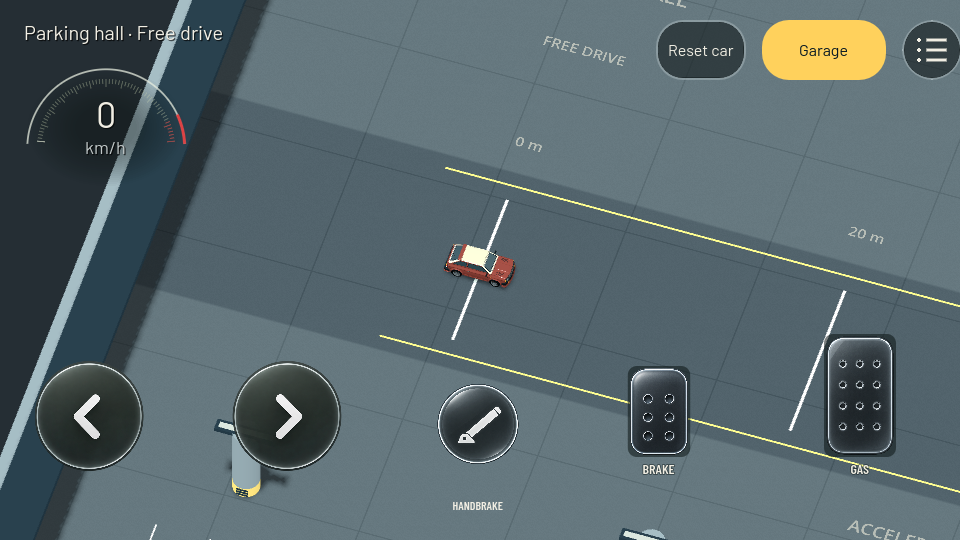 Parking hall · Free drive
FREE DRIVE
Reset car
Garage
0
km/h
0 m
20 m
BRAKE
GAS
HANDBRAKE